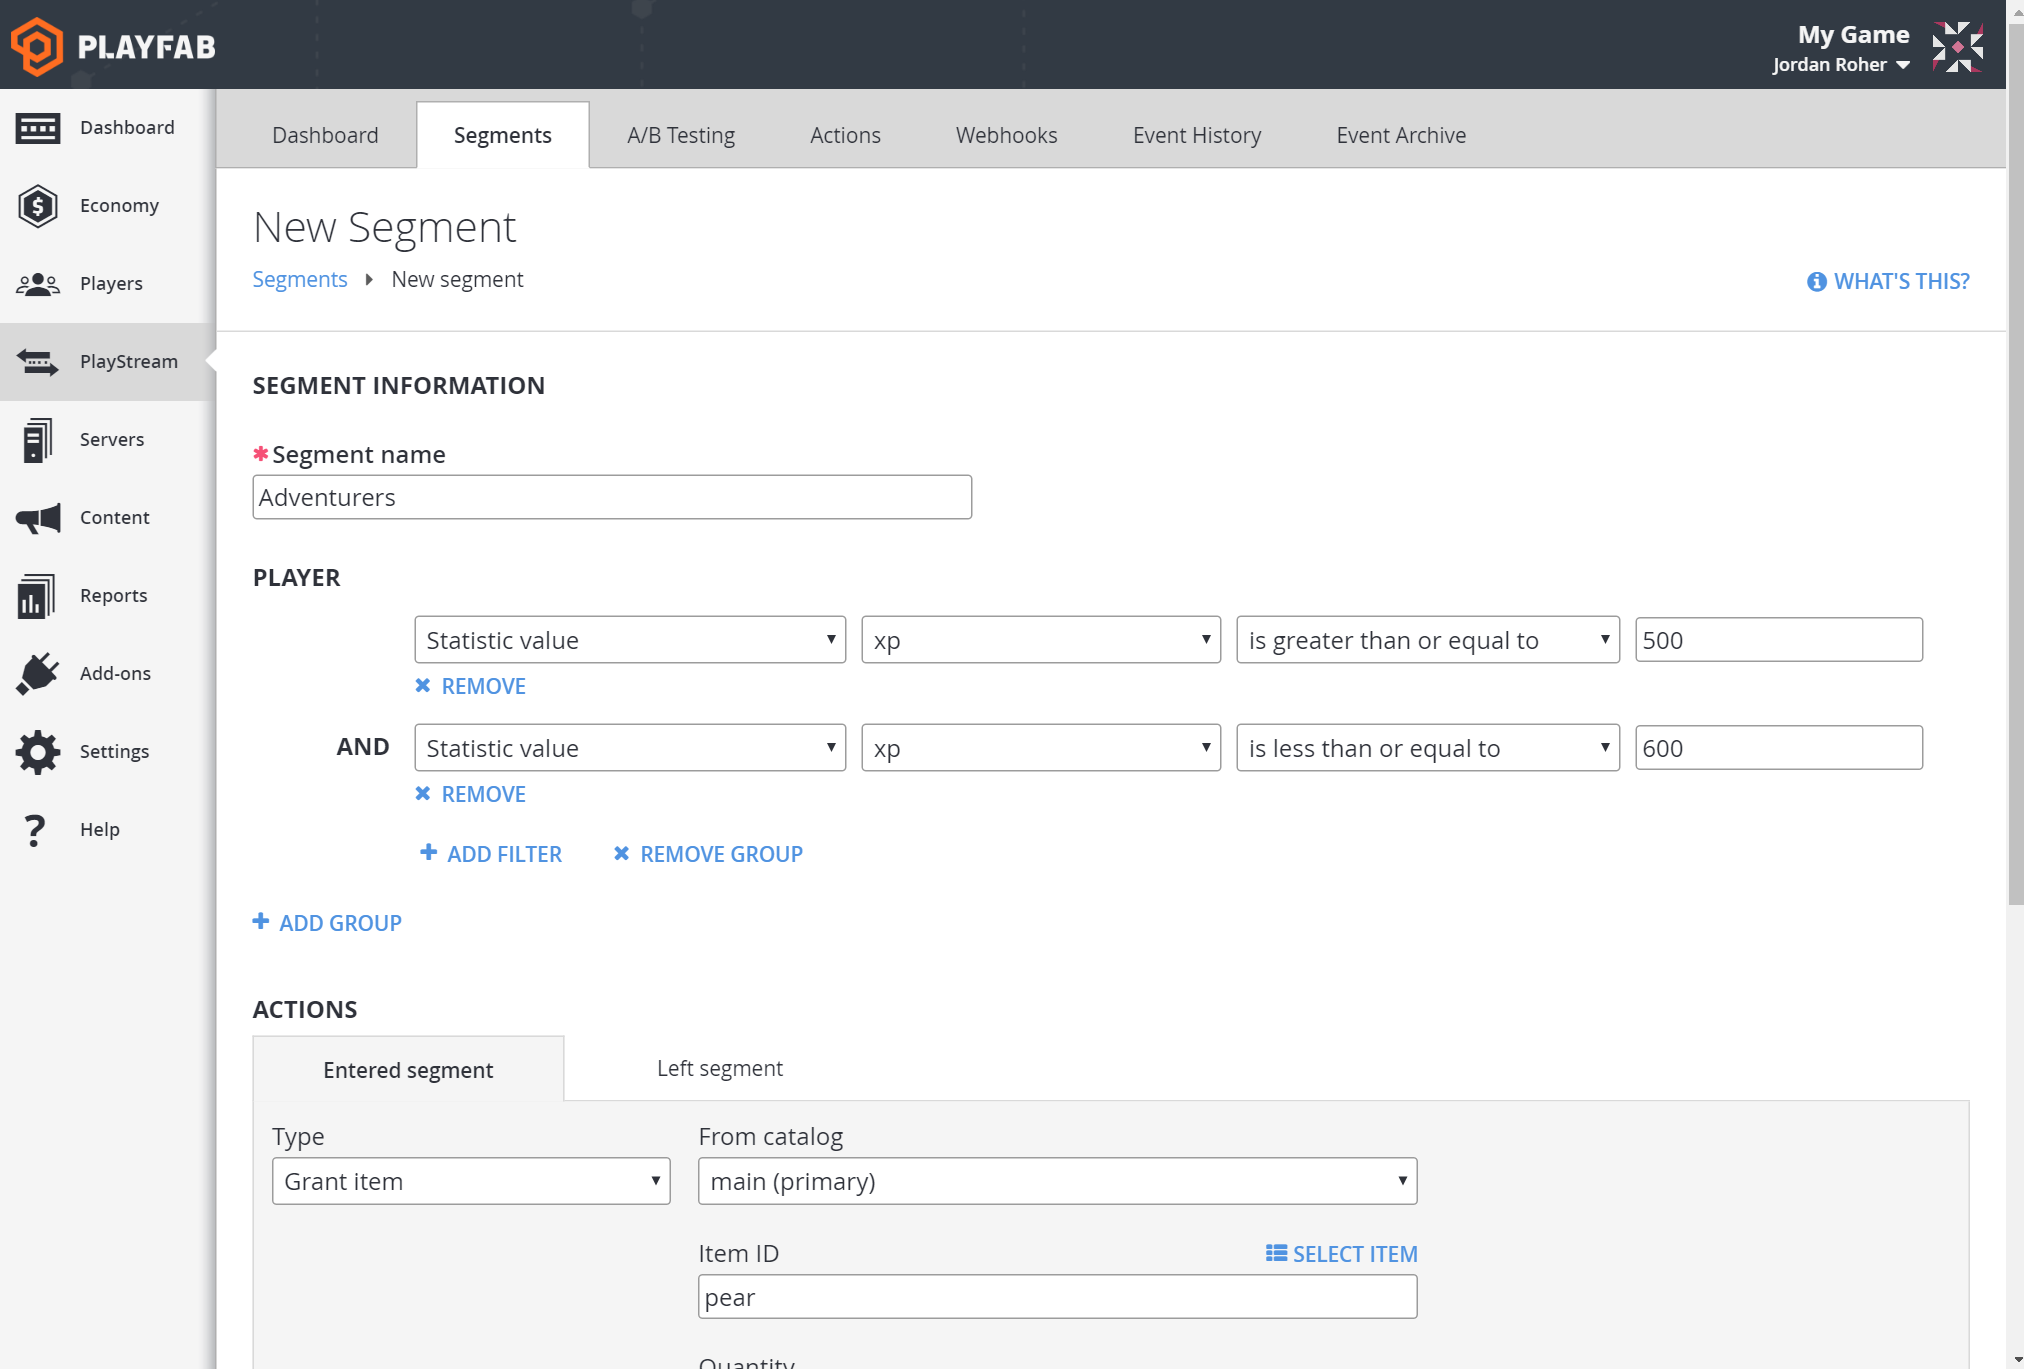 PLAYFAB
My Game
Jordan Roher
Dashboard
Economy
Players
PlayStream
Servers
Content
Reports
Add-ons
Settings
Help
Dashboard Segments A/B Testing Actions Webhooks Event History Event Archive
New Segment
Segments New segment
WHAT'S THIS?
SEGMENT INFORMATION
* Segment name
Adventurers
PLAYER
Statistic value xp is greater than or equal to 500
REMOVE
AND Statistic value xp is less than or equal to 600
REMOVE
ADD FILTER REMOVE GROUP
ADD GROUP
ACTIONS
Entered segment Left segment
Type From catalog
Grant item main (primary)
Item ID SELECT ITEM
pear
Quantity